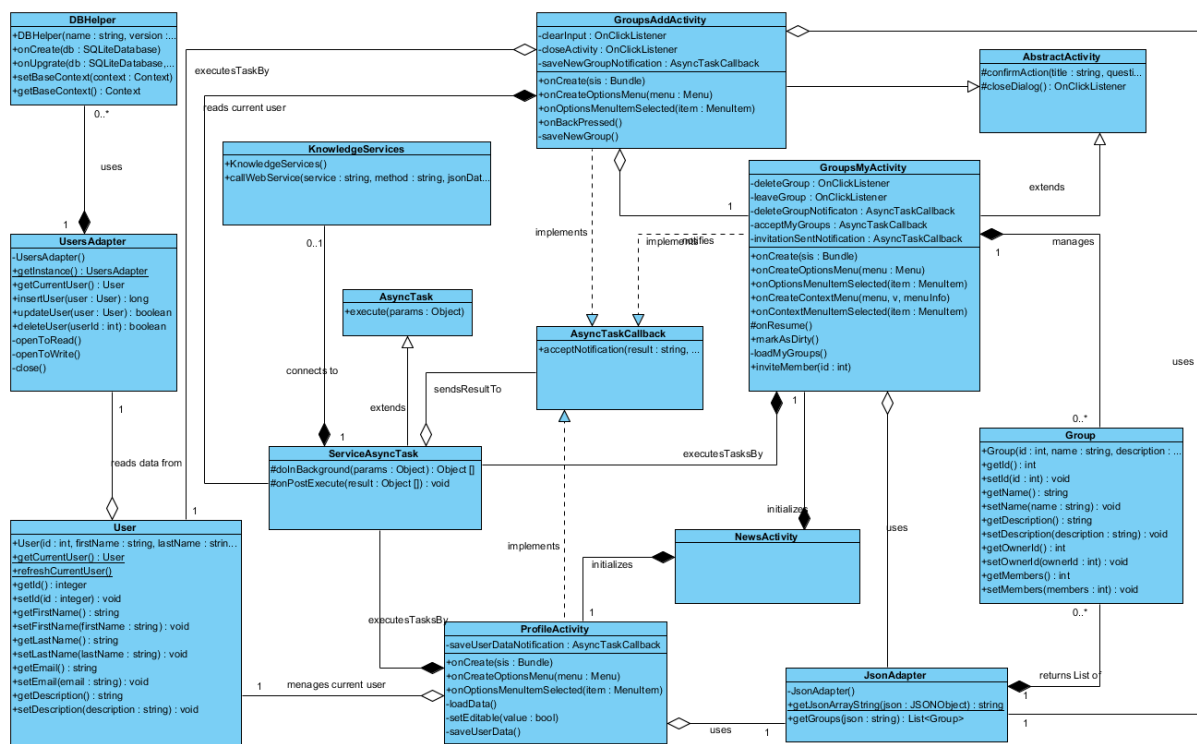 DBHelper
+DBHelper(name : string, version :...
+onCreate(db : SQLiteDatabase)
+onUpgrate(db : SQLiteDatabase,...
+setBaseContext(context : Context)
+getBaseContext() : Context
0..*
uses
1
UsersAdapter
-UsersAdapter()
+getInstance() : UsersAdapter
+getCurrentUser() : User
+insertUser(user : User) : long
+updateUser(user : User) : boolean
+deleteUser(userId : int) : boolean
-openToRead()
-openToWrite()
-close()
1
reads data from
1
User
+User(id : int, firstName : string, lastName : strin...
+getCurrentUser() : User
+refreshCurrentUser()
+getId() : integer
+setId(id : integer) : void
+getFirstName() : string
+setFirstName(firstName : string) : void
+getLastName() : string
+setLastName(lastName : string) : void
+getEmail() : string
+setEmail(email : string) : void
+getDescription() : string
+setDescription(description : string) : void
executesTaskBy
reads current user
KnowledgeServices
+KnowledgeServices()
+callWebService(service : string, method : string, jsonDat...
0..1
connects to
1
AsyncTask
+execute(params : Object)
extends
sendsResultTo
ServiceAsyncTask
#doInBackground(params : Object) : Object []
#onPostExecute(result : Object []) : void
executesTasksBy
executesTasksBy
1
menages current user
GroupsAddActivity
-clearInput : OnClickListener
-closeActivity : OnClickListener
-saveNewGroupNotification : AsyncTaskCallback
+onCreate(sis : Bundle)
+onCreateOptionsMenu(menu : Menu)
+onOptionsMenuItemSelected(item : MenuItem)
+onBackPressed()
-saveNewGroup()
1
implements
implements
notifies
AsyncTaskCallback
+acceptNotification(result : string, ...
implements
AbstractActivity
#confirmAction(title : string, questi...
#closeDialog() : OnClickListener
extends
GroupsMyActivity
-deleteGroup : OnClickListener
-leaveGroup : OnClickListener
-deleteGroupNotificaton : AsyncTaskCallback
-acceptMyGroups : AsyncTaskCallback
-invitationSentNotification : AsyncTaskCallback
+onCreate(sis : Bundle)
+onCreateOptionsMenu(menu : Menu)
+onOptionsMenuItemSelected(item : MenuItem)
+onCreateContextMenu(menu, v, menuInfo)
+onContextMenuItemSelected(item : MenuItem)
#onResume()
+markAsDirty()
-loadMyGroups()
+inviteMember(id : int)
manages
1
uses
1
0..*
Group
+Group(id : int, name : string, description : ...
+getId() : int
+setId(id : int) : void
+getName() : string
+setName(name : string) : void
+getDescription() : string
+setDescription(description : string) : void
+getOwnerId() : int
+setOwnerId(ownerId : int) : void
+getMembers() : int
+setMembers(members : int) : void
0..*
initializes
uses
NewsActivity
initializes
1
ProfileActivity
-saveUserDataNotification : AsyncTaskCallback
+onCreate(sis : Bundle)
+onCreateOptionsMenu(menu : Menu)
+onOptionsMenuItemSelected(item : MenuItem)
-loadData()
-setEditable(value : bool)
-saveUserData()
uses
1
JsonAdapter
-JsonAdapter()
+getJsonArrayString(json : JSONObject) : string
+getGroups(json : string) : List<Group>
returns List of
1
1